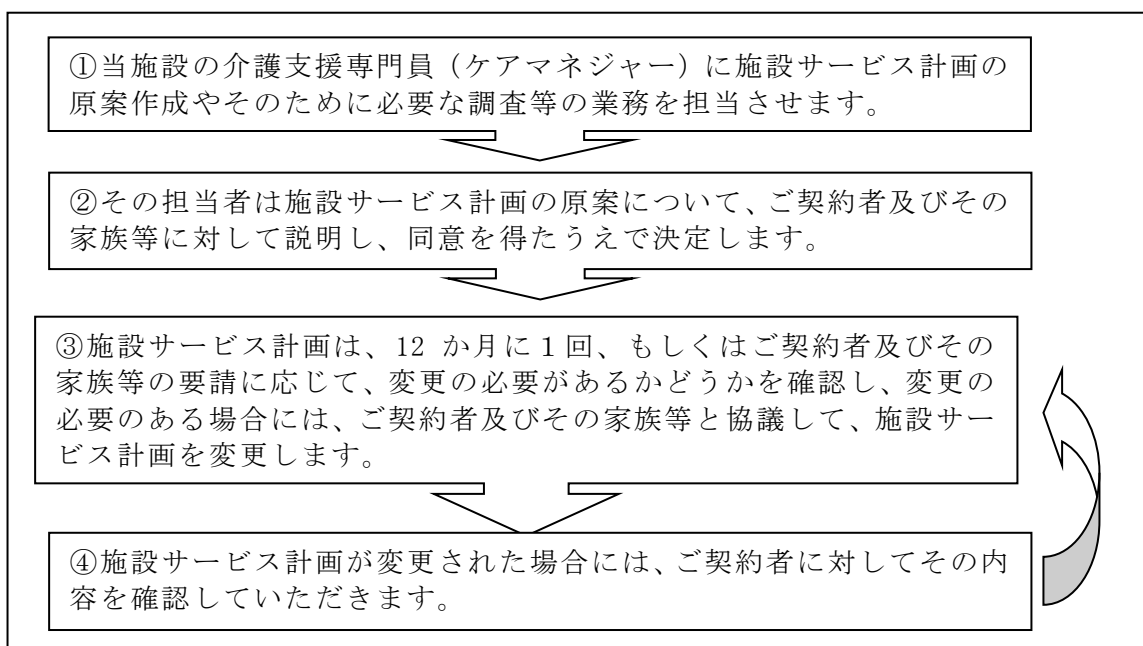 ①当施設の介護支援専門員（ケアマネジャー）に施設サービス計画の
原案作成やそのために必要な調査等の業務を担当させます。
②その担当者は施設サービス計画の原案について、ご契約者及びその
家族等に対して説明し、同意を得たうえで決定します。
③施設サービス計画は、12 か月に１回、もしくはご契約者及びその
家族等の要請に応じて、変更の必要があるかどうかを確認し、変更の
必要のある場合には、ご契約者及びその家族等と協議して、施設サー
ビス計画を変更します。
④施設サービス計画が変更された場合には、ご契約者に対してその内
容を確認していただきます。